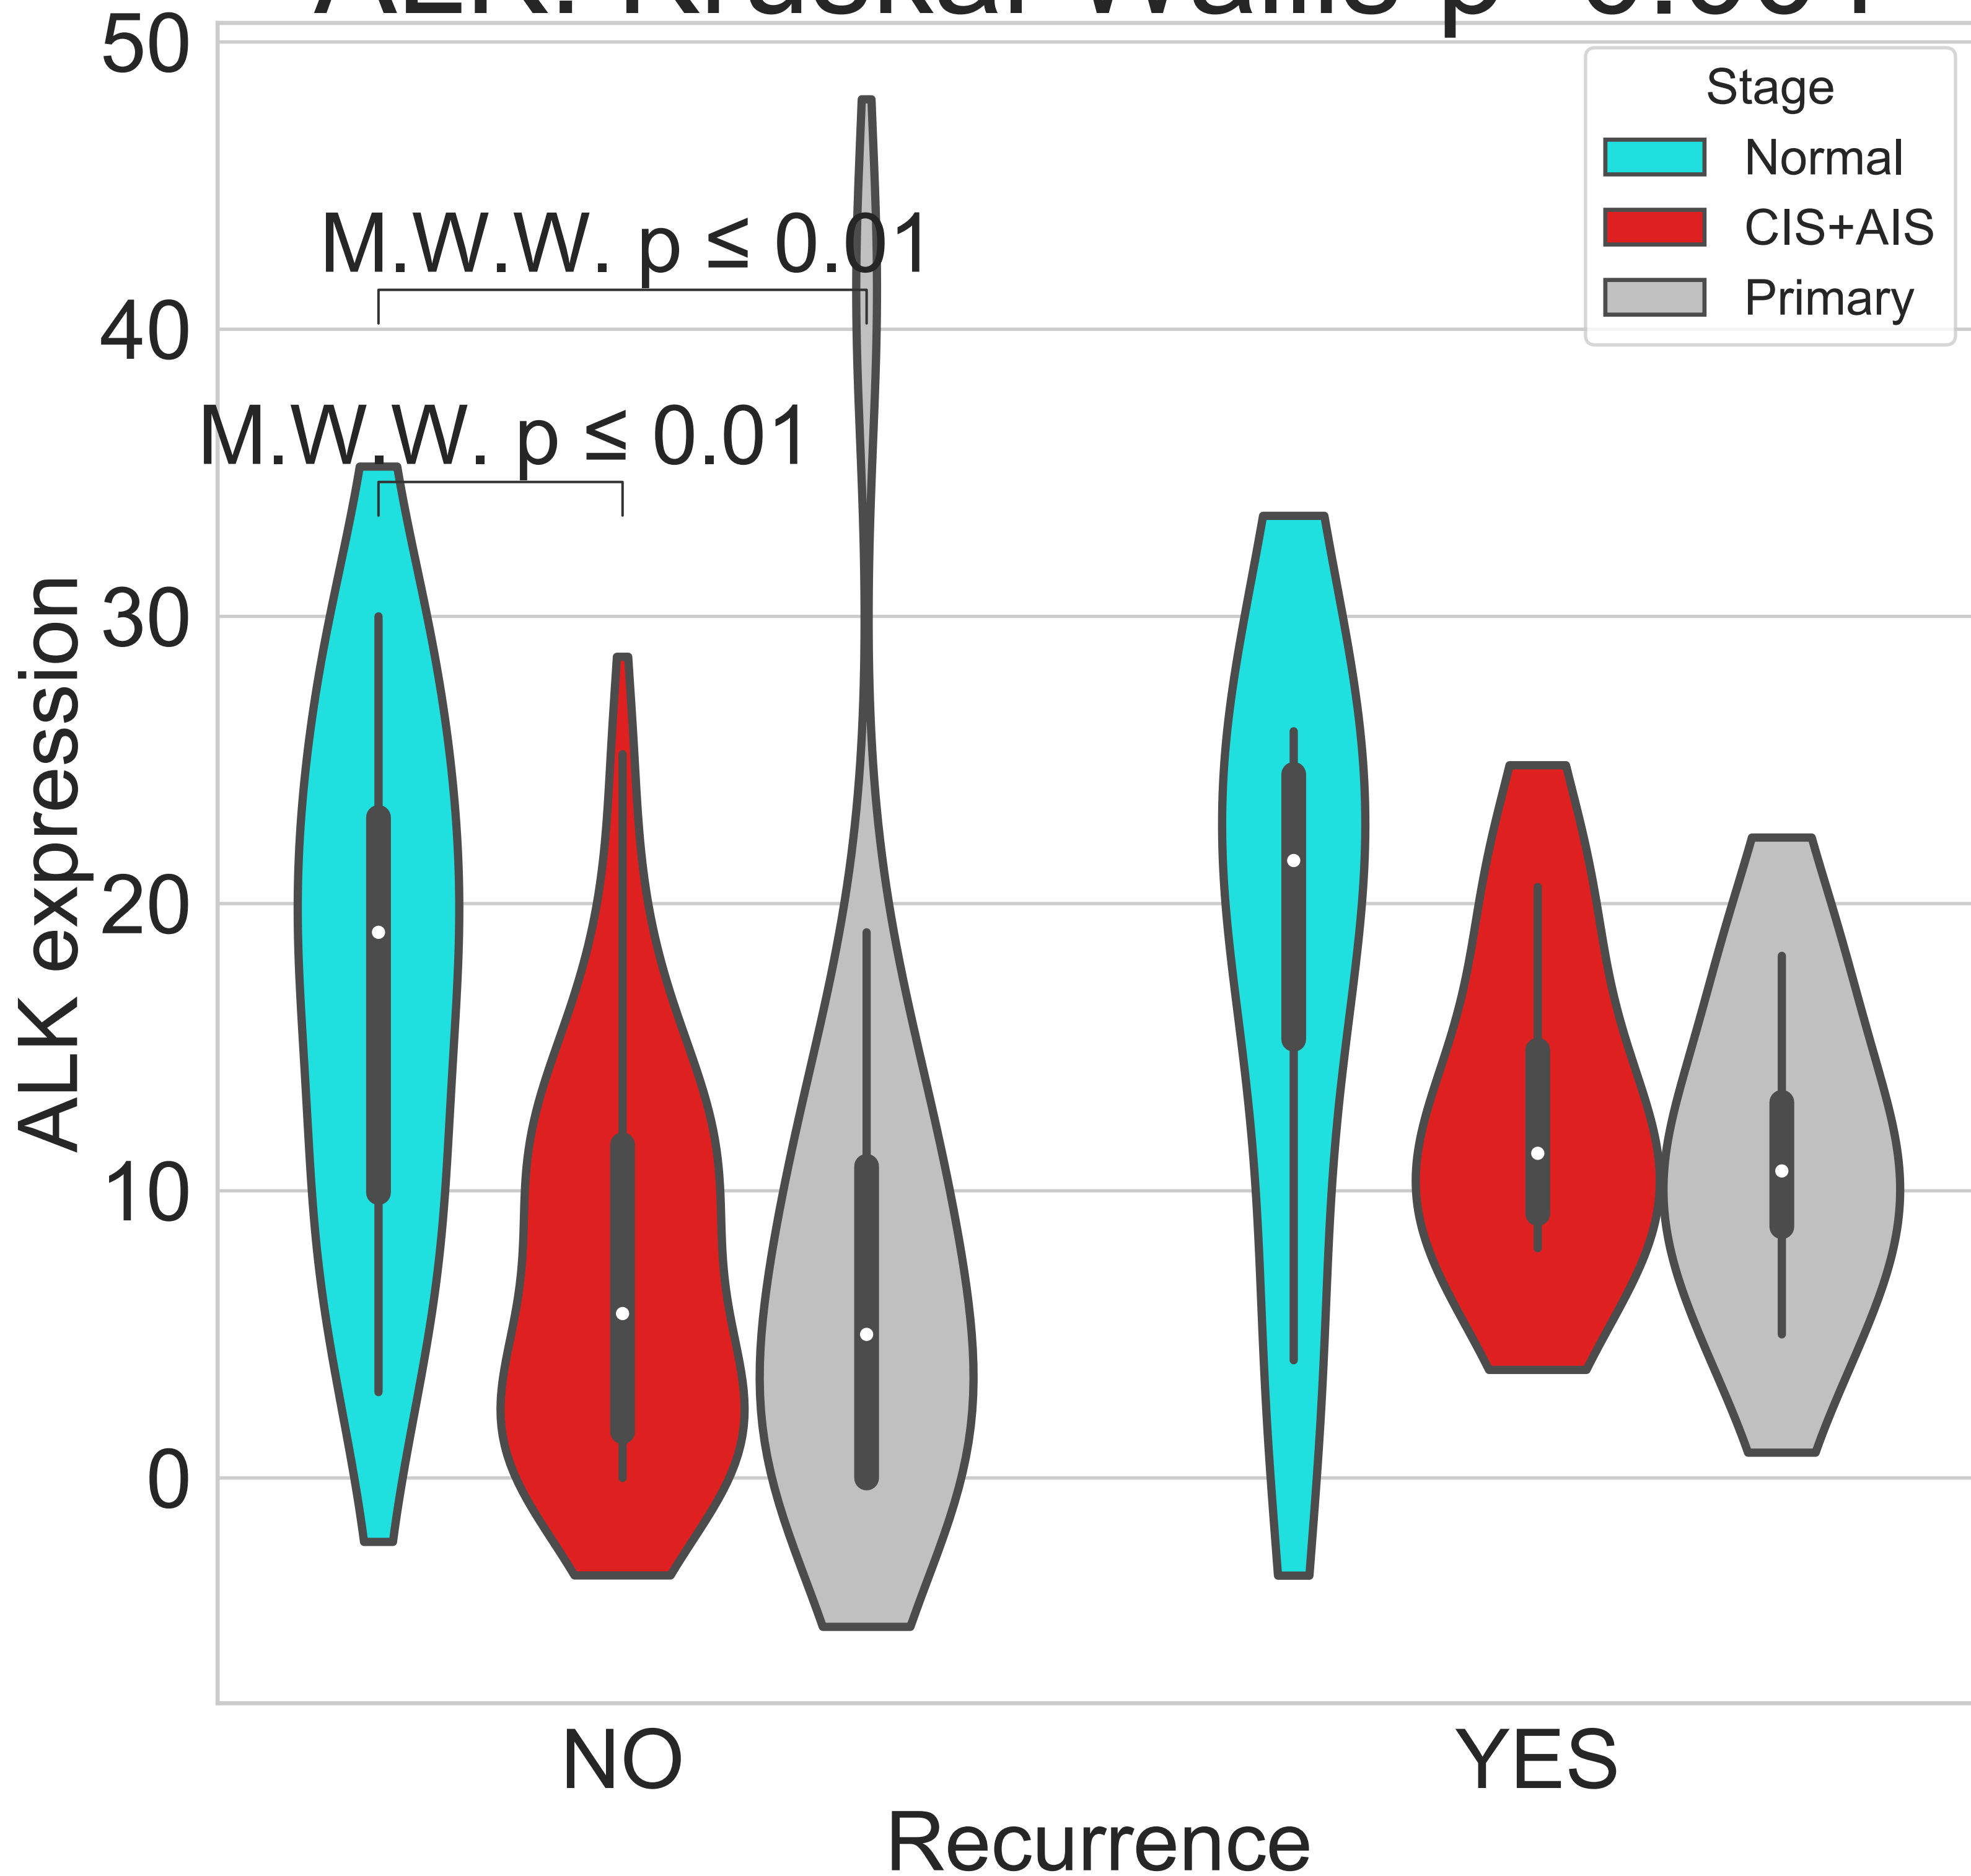 50
Stage
Normal
CIS+AIS
Primary
M.W.W. p ≤ 0.01
40
M.W.W. p ≤ 0.01
30
ALK expression
20
10
0
NO
YES
Recurrence